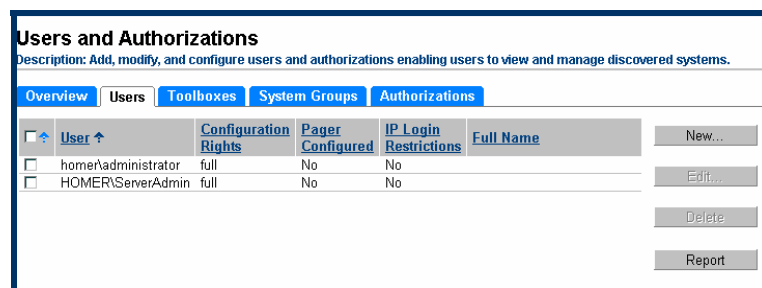 Users and Authorizations
Description: Add, modify, and configure users and authorizations enabling users to view and manage discovered systems.
Overview Users Toolboxes System Groups Authorizations
User Configuration Rights Pager Configured IP Login Restrictions Full Name
homer\administrator full No No
HOMER\ServerAdmin full No No
New...
Edit...
Delete
Report